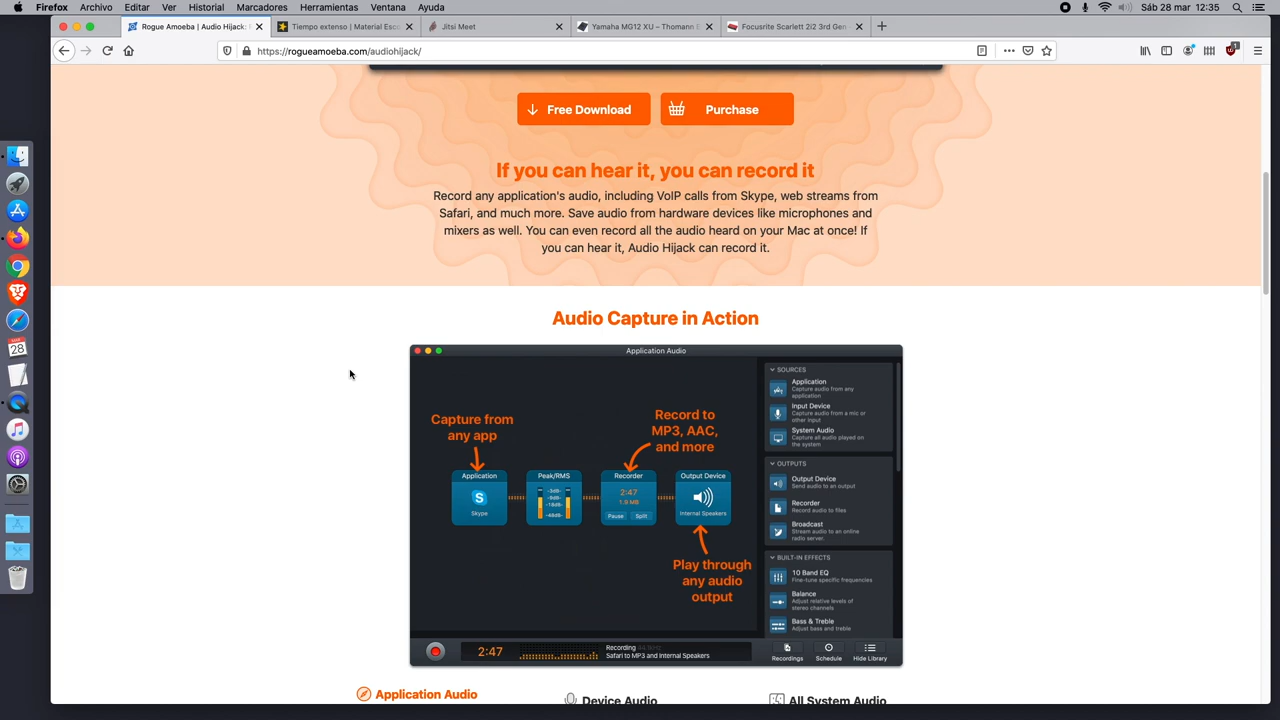 Firefox Archivo Editar Ver Historial Marcadores Herramientas Ventana Ayuda Sáb 28 mar 12:35
Rogue Amoeba | Audio Hijack: Tiempo extenso | Material Esc Jitsi Meet Yamaha MG12 XU – Thomann Focusrite Scarlett 2i2 3rd Gen
https://rogueamoeba.com/audiohijack/
Free Download Purchase
If you can hear it, you can record it
Record any application's audio, including VoIP calls from Skype, web streams from
Safari, and much more. Save audio from hardware devices like microphones and
mixers as well. You can even record all the audio heard on your Mac at once! If
you can hear it, Audio Hijack can record it.
Audio Capture in Action
Application Audio
Capture from
any app
Record to
MP3, AAC,
and more
Application
Skype
Peak/RMS
-3dB-
-9dB-
-18dB-
-48dB-
Recorder
2:47
1.9 MB
Pause Split
Output Device
Internal Speakers
Play through
any audio
output
SOURCES
Application
Capture audio from any
application
Input Device
Capture audio from a mic or
other input
System Audio
Capture all audio played on
the system
OUTPUTS
Output Device
Send audio to an output
Recorder
Record audio to files
Broadcast
Stream audio to an online
radio server.
BUILT-IN EFFECTS
10 Band EQ
Fine-tune specific frequencies
Balance
Adjust relative levels of
stereo channels
Bass & Treble
Adjust bass and treble
2:47
Recording 44.1kHz
Safari to MP3 and Internal Speakers
Recordings Schedule Hide Library
Application Audio Device Audio All System Audio